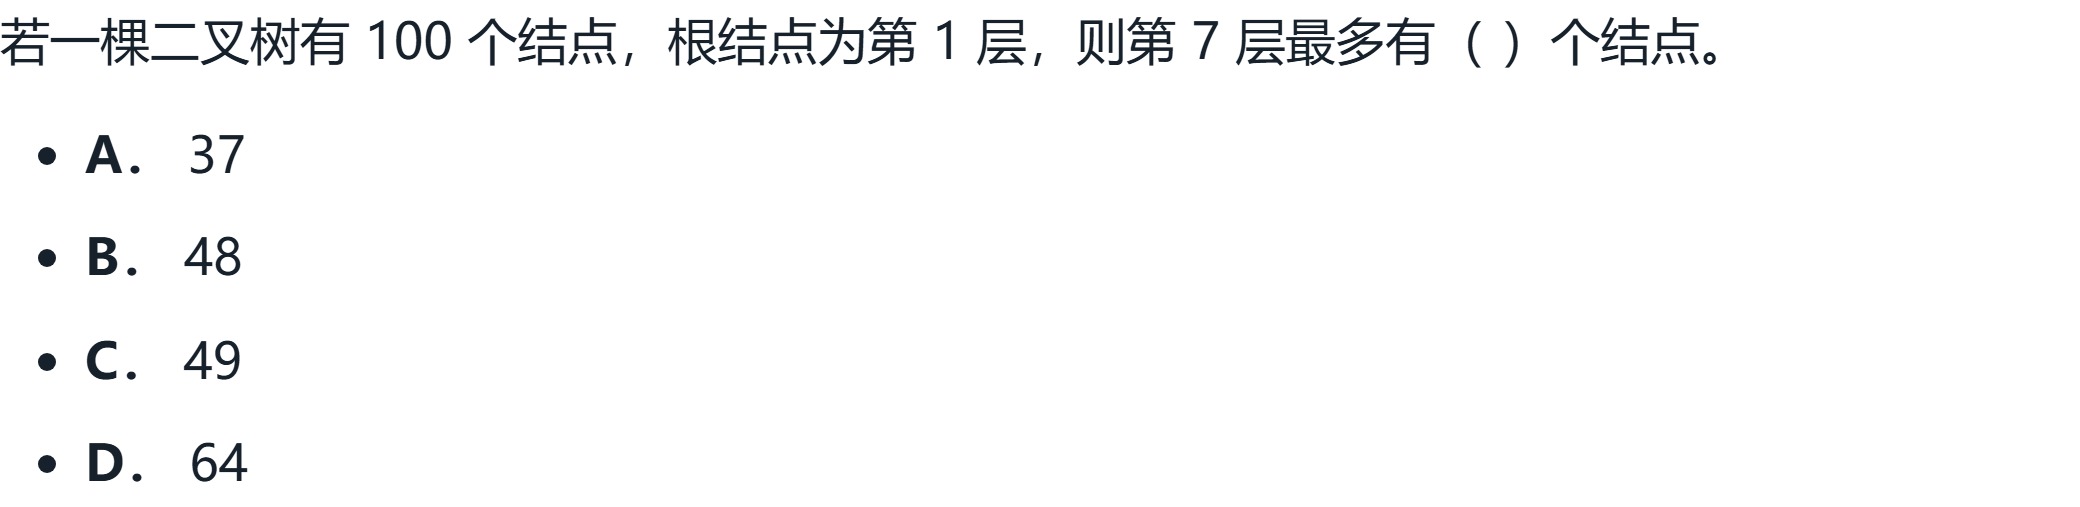 若一棵二叉树有 100 个结点，根结点为第 1 层，则第 7 层最多有（ ）个结点。
• A. 37
• B. 48
• C. 49
• D. 64